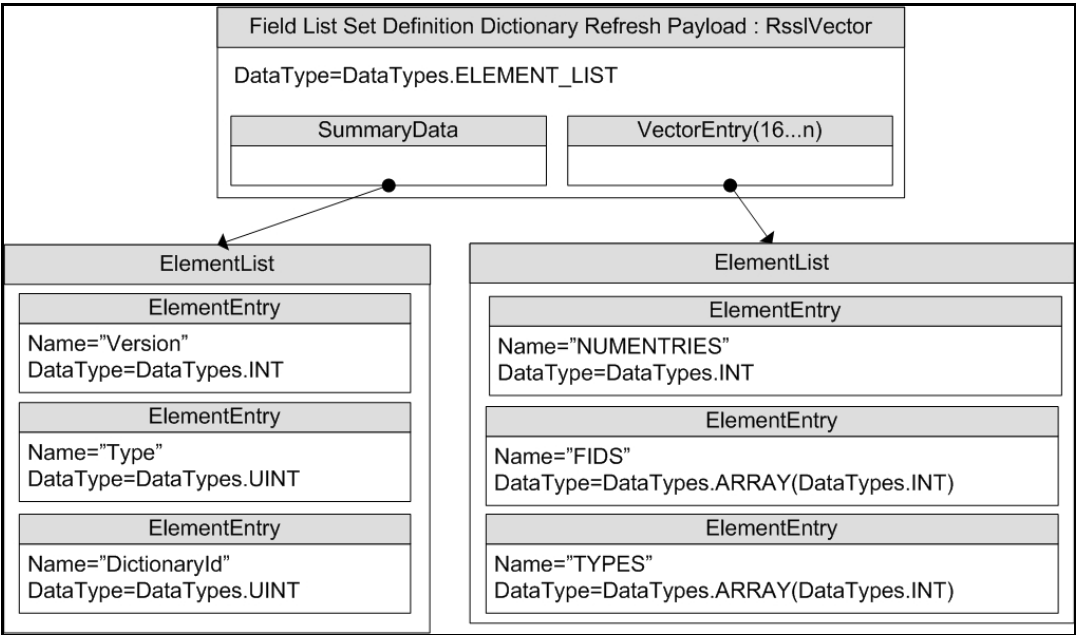 Field List Set Definition Dictionary Refresh Payload : RsslVector
DataType=DataTypes.ELEMENT_LIST
SummaryData
VectorEntry(16...n)
ElementList
ElementEntry
Name=”Version”
DataType=DataTypes.INT
ElementEntry
Name=”Type”
DataType=DataTypes.UINT
ElementEntry
Name=”DictionaryId”
DataType=DataTypes.UINT
ElementList
ElementEntry
Name=”NUMENTRIES”
DataType=DataTypes.INT
ElementEntry
Name=”FIDS”
DataType=DataTypes.ARRAY(DataTypes.INT)
ElementEntry
Name=”TYPES”
DataType=DataTypes.ARRAY(DataTypes.INT)